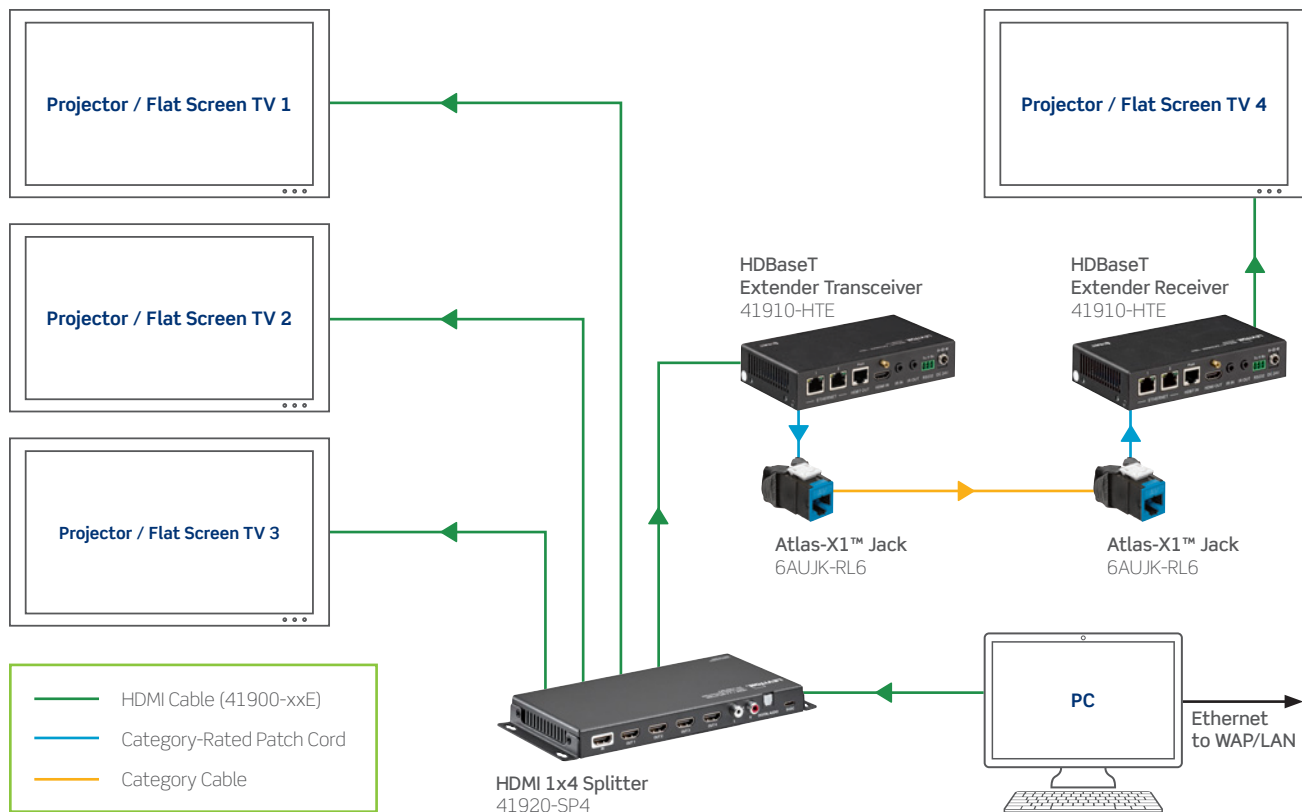 Projector / Flat Screen TV 1
Projector / Flat Screen TV 4
Projector / Flat Screen TV 2
HDBaseT
Extender Transceiver
41910-HTE
HDBaseT
Extender Receiver
41910-HTE
Projector / Flat Screen TV 3
Atlas-X1™ Jack
6AUJK-RL6
Atlas-X1™ Jack
6AUJK-RL6
HDMI Cable (41900-xxE)
Category-Rated Patch Cord
Category Cable
HDMI 1x4 Splitter
41920-SP4
PC
Ethernet
to WAP/LAN